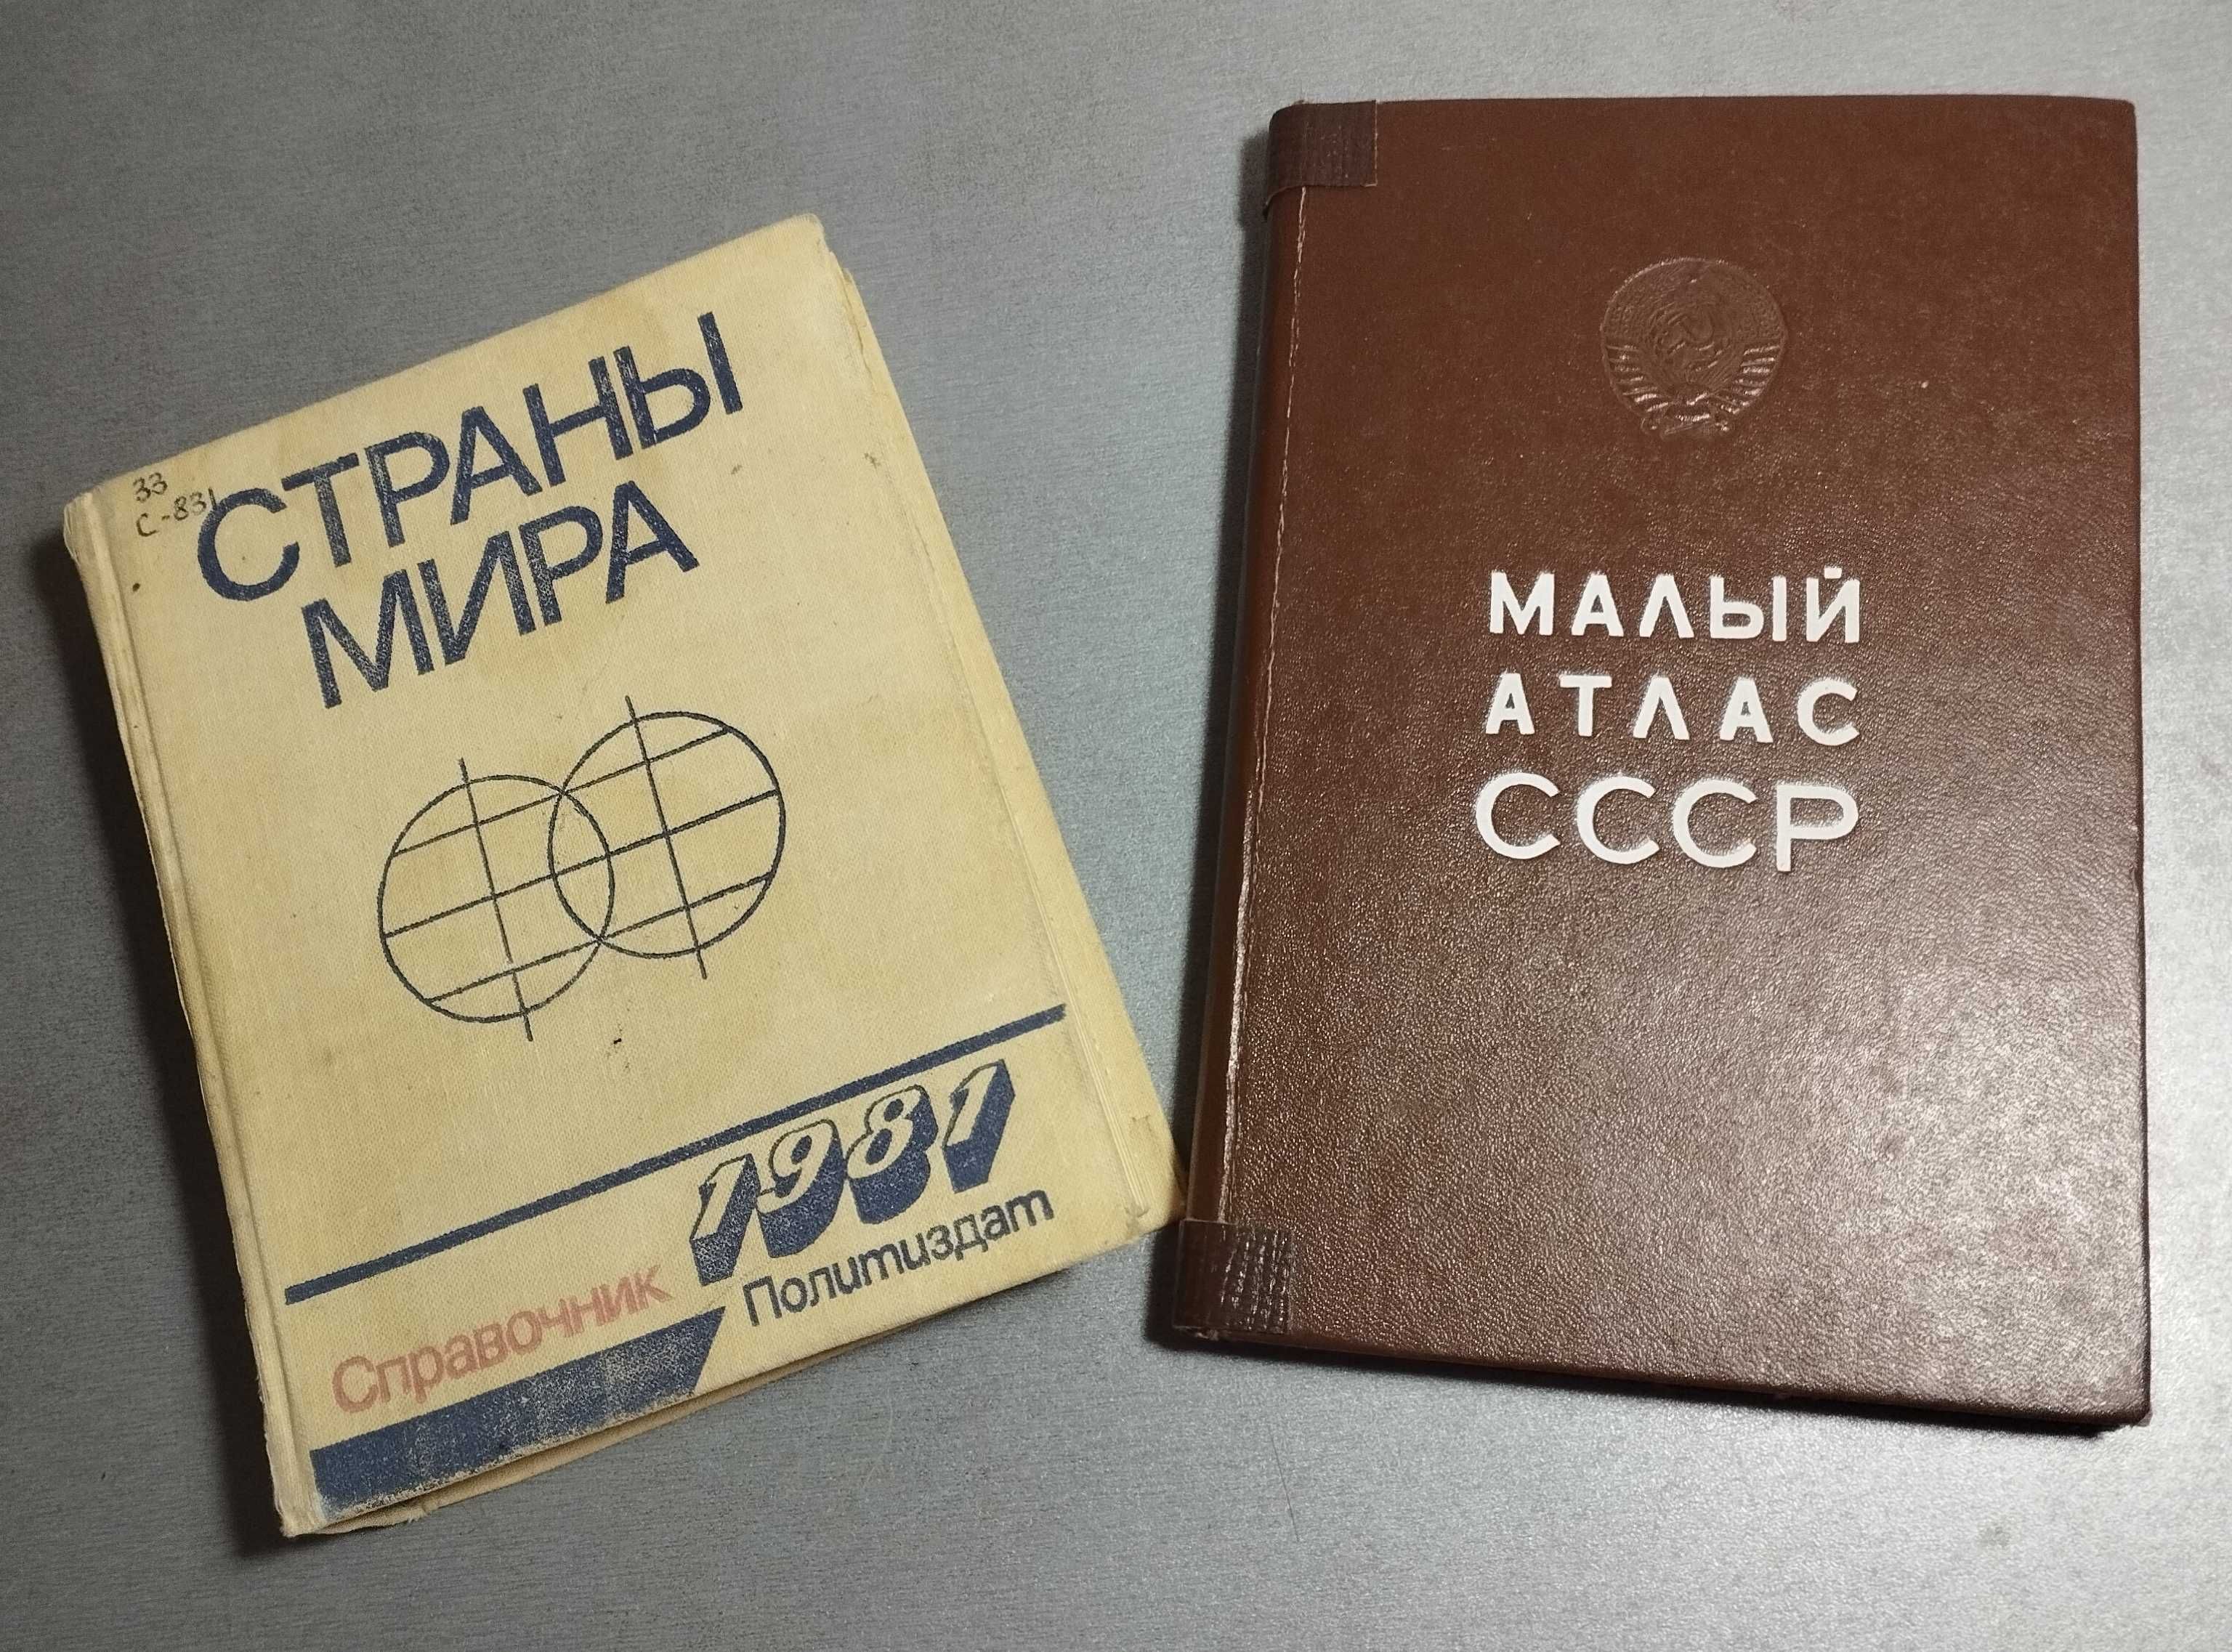 33
С-831
СТРАНЫ
МИРА
1981
Справочник
Политиздат
МАЛЫЙ
АТЛАС
СССР